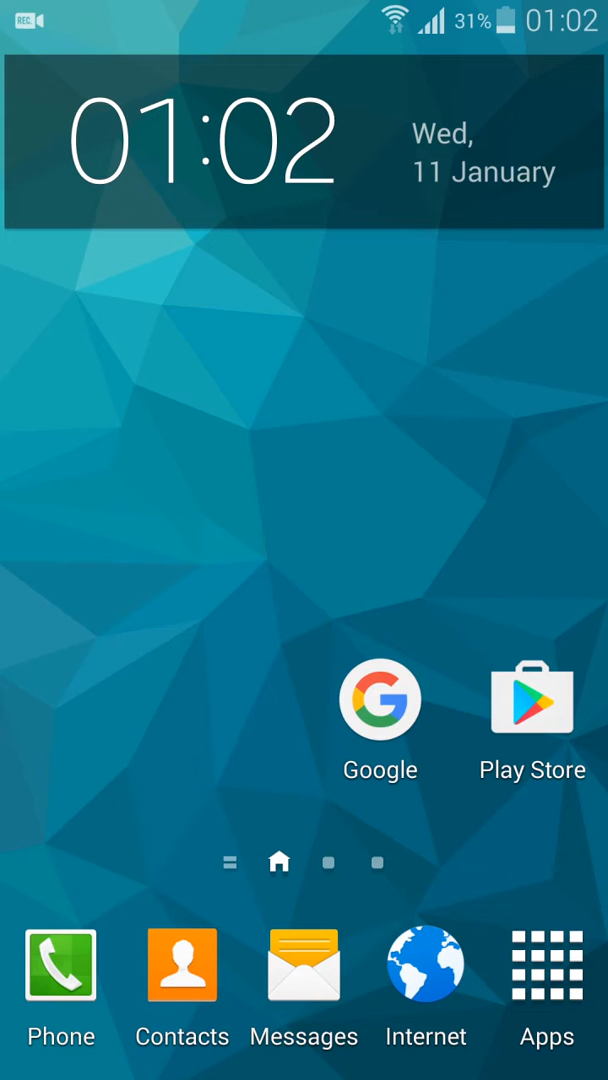 REC.
31%
01:02
01:02
Wed,
11 January
Google
Play Store
Phone
Contacts
Messages
Internet
Apps